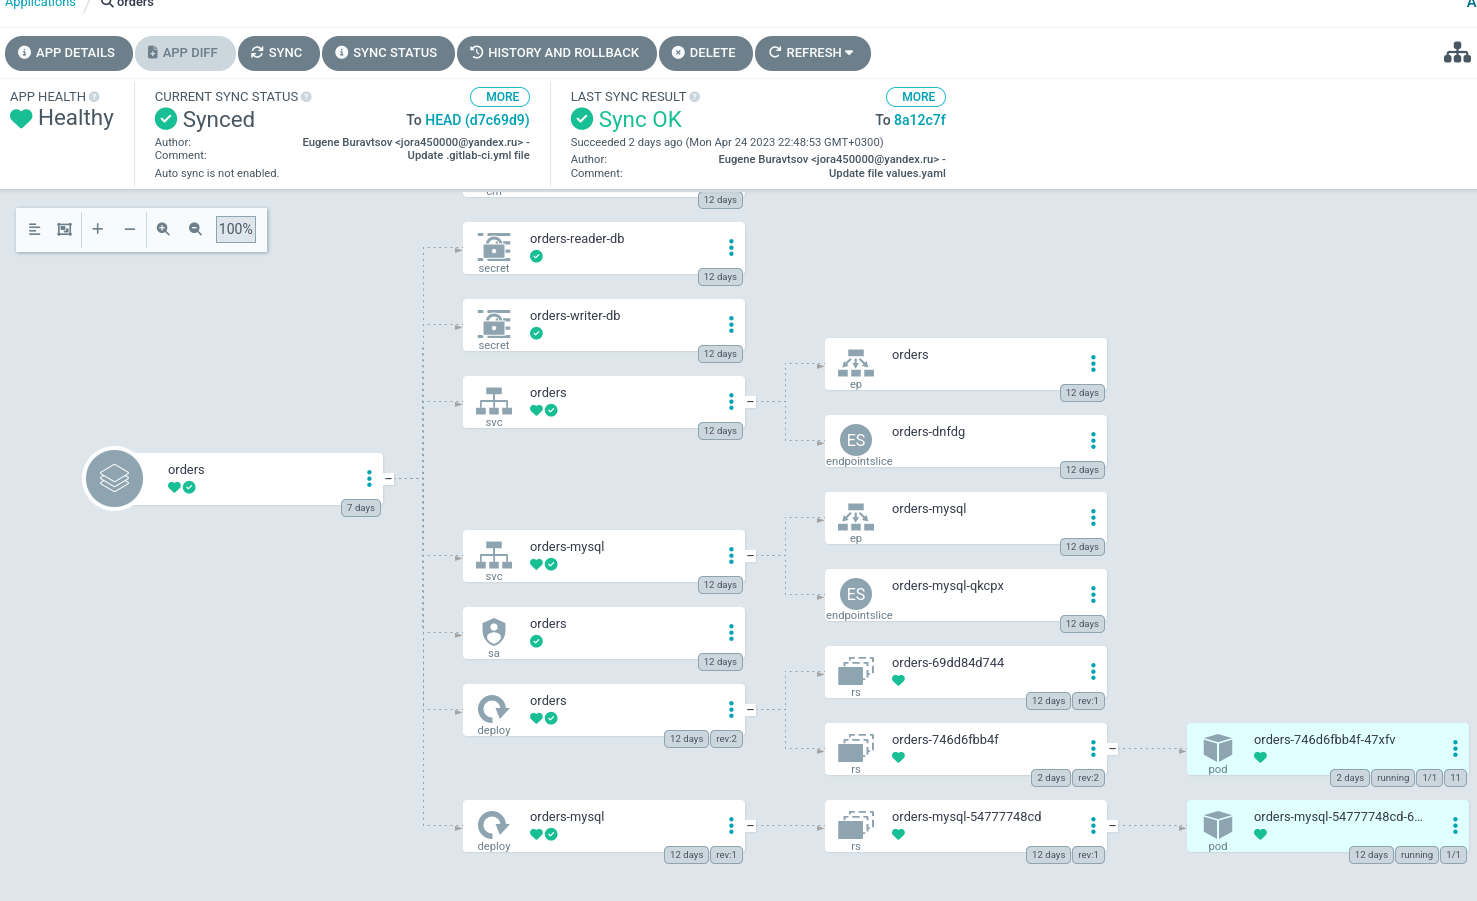 Applications / orders
A
APP DETAILS APP DIFF SYNC SYNC STATUS HISTORY AND ROLLBACK DELETE REFRESH
APP HEALTH
Healthy
CURRENT SYNC STATUS MORE
Synced To HEAD (d7c69d9)
Author: Eugene Buravtsov <jora450000@yandex.ru> -
Comment: Update .gitlab-ci.yml file
Auto sync is not enabled.
LAST SYNC RESULT MORE
Sync OK To 8a12c7f
Succeeded 2 days ago (Mon Apr 24 2023 22:48:53 GMT+0300)
Author: Eugene Buravtsov <jora450000@yandex.ru> -
Comment: Update file values.yaml
100%
cm
12 days
orders-reader-db
secret
12 days
orders-writer-db
secret
12 days
orders
svc
12 days
orders
ep
12 days
orders-dnfdg
ES
endpointslice
12 days
orders
7 days
orders-mysql
svc
12 days
orders-mysql
ep
12 days
orders-mysql-qkcpx
ES
endpointslice
12 days
orders
sa
12 days
orders
deploy
12 days rev:2
orders-69dd84d744
rs
12 days rev:1
orders-746d6fbb4f
rs
2 days rev:2
orders-746d6fbb4f-47xfv
pod
2 days running 1/1 11
orders-mysql
deploy
12 days rev:1
orders-mysql-54777748cd
rs
12 days rev:1
orders-mysql-54777748cd-6...
pod
12 days running 1/1